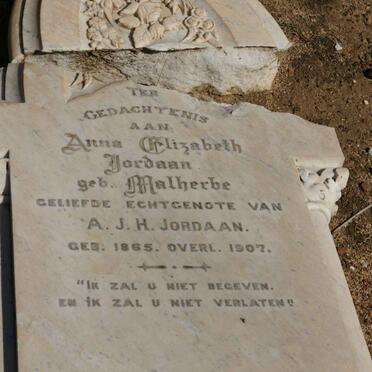 TER
GEDACHTENIS
AAN
Anna Elizabeth
Jordaan
geb. Malherbe
GELIEFDE ECHTGENOTE VAN
A. J. H. JORDAAN.
GEB. 1865. OVERL. 1907.
"IK ZAL U NIET BEGEVEN.
EN IK ZAL U NIET VERLATEN!"